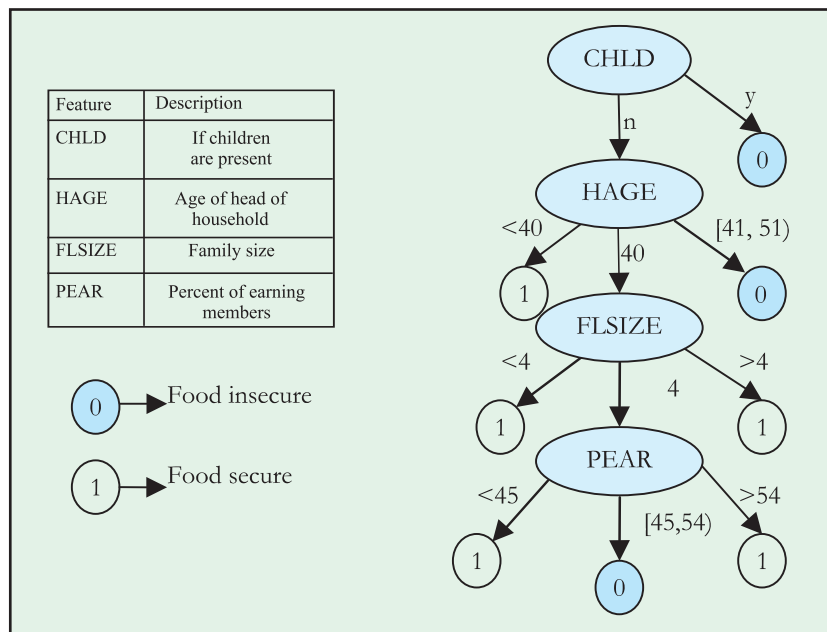 Feature Description
CHLD If children
are present
HAGE Age of head of
household
FLSIZE Family size
PEAR Percent of earning
members
0 Food insecure
1 Food secure
CHLD
n y
0
HAGE
<40 40 [41, 51)
1 0
FLSIZE
<4 4 >4
1 1
PEAR
<45 [45,54) >54
1 0 1